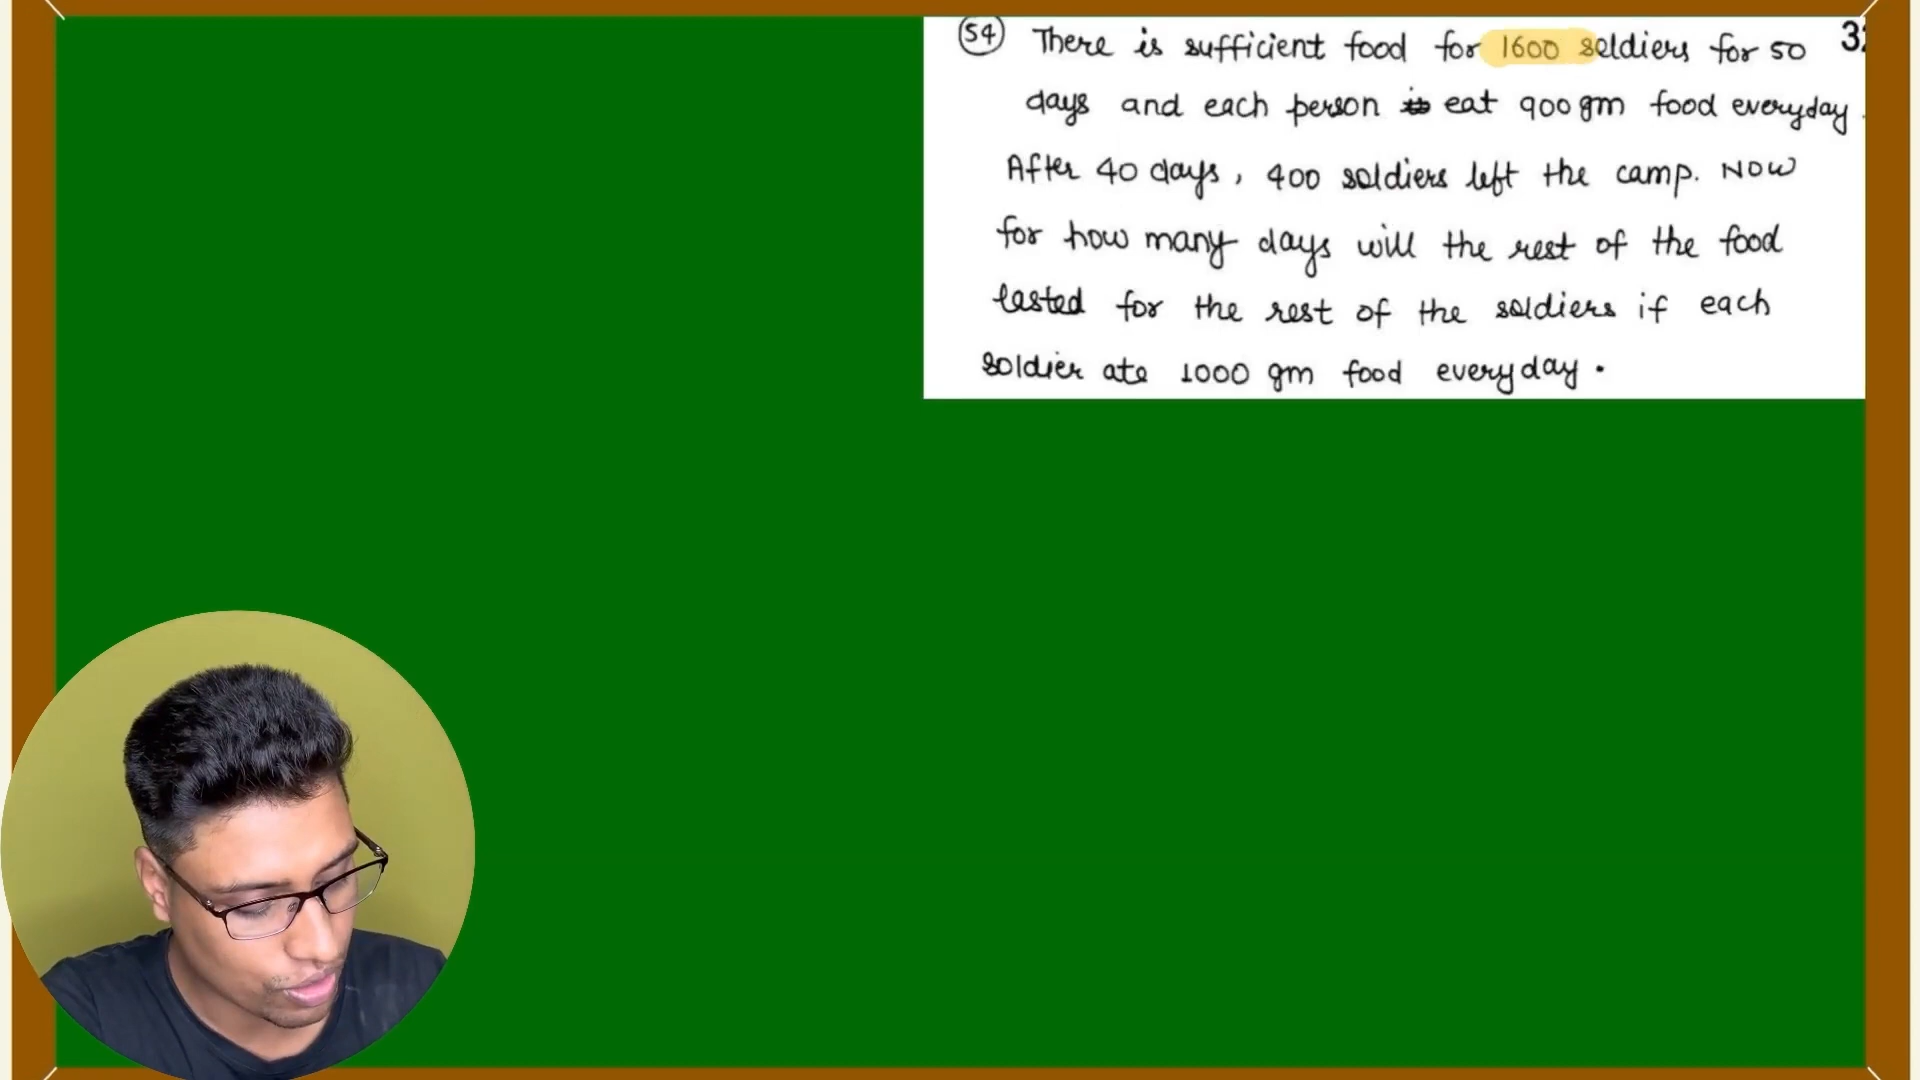 54 There is sufficient food for 1600 soldiers for 50
days and each person eat 900 gm food everyday.
After 40 days, 400 soldiers left the camp. Now
for how many days will the rest of the food
lasted for the rest of the soldiers if each
soldier ate 1000 gm food everyday.